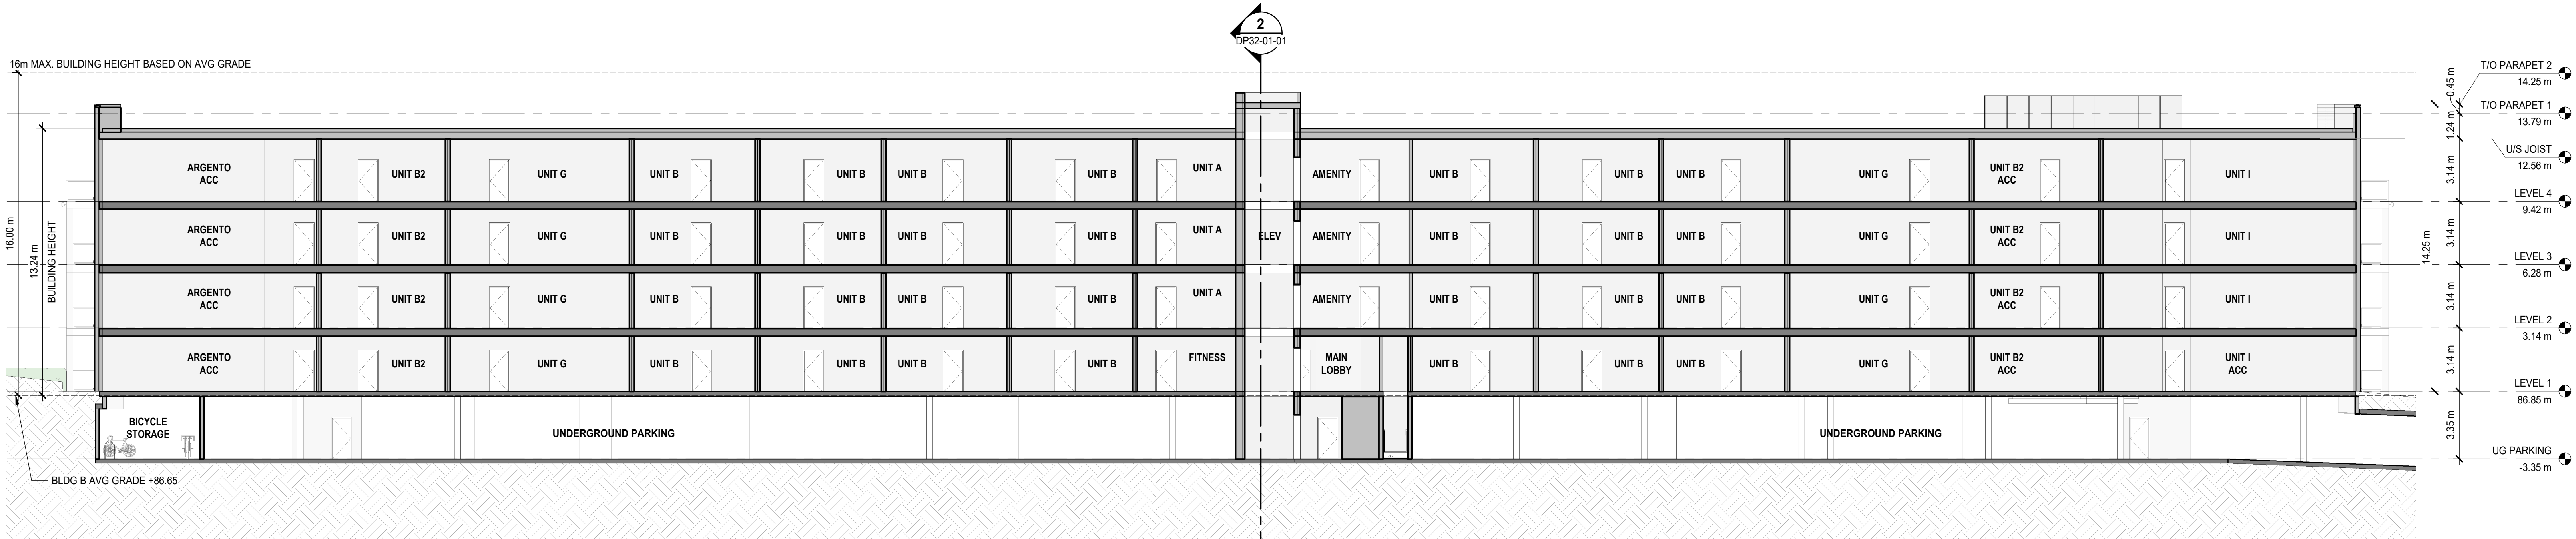 2
DP32-01-01
16m MAX. BUILDING HEIGHT BASED ON AVG GRADE
T/O PARAPET 2
14.25 m
0.45 m
T/O PARAPET 1
13.79 m
1.24 m
U/S JOIST
12.56 m
ARGENTO
ACC
UNIT B2
UNIT G
UNIT B
UNIT B
UNIT B
UNIT B
UNIT A
AMENITY
UNIT B
UNIT B
UNIT B
UNIT G
UNIT B2
ACC
UNIT I
3.14 m
LEVEL 4
9.42 m
16.00 m
13.24 m
BUILDING HEIGHT
ARGENTO
ACC
UNIT B2
UNIT G
UNIT B
UNIT B
UNIT B
UNIT B
UNIT A
ELEV
AMENITY
UNIT B
UNIT B
UNIT B
UNIT G
UNIT B2
ACC
UNIT I
14.25 m
3.14 m
LEVEL 3
6.28 m
ARGENTO
ACC
UNIT B2
UNIT G
UNIT B
UNIT B
UNIT B
UNIT B
UNIT A
AMENITY
UNIT B
UNIT B
UNIT B
UNIT G
UNIT B2
ACC
UNIT I
3.14 m
LEVEL 2
3.14 m
ARGENTO
ACC
UNIT B2
UNIT G
UNIT B
UNIT B
UNIT B
UNIT B
FITNESS
MAIN
LOBBY
UNIT B
UNIT B
UNIT B
UNIT G
UNIT B2
ACC
UNIT I
ACC
3.14 m
LEVEL 1
86.85 m
BICYCLE
STORAGE
UNDERGROUND PARKING
UNDERGROUND PARKING
3.35 m
UG PARKING
-3.35 m
BLDG B AVG GRADE +86.65